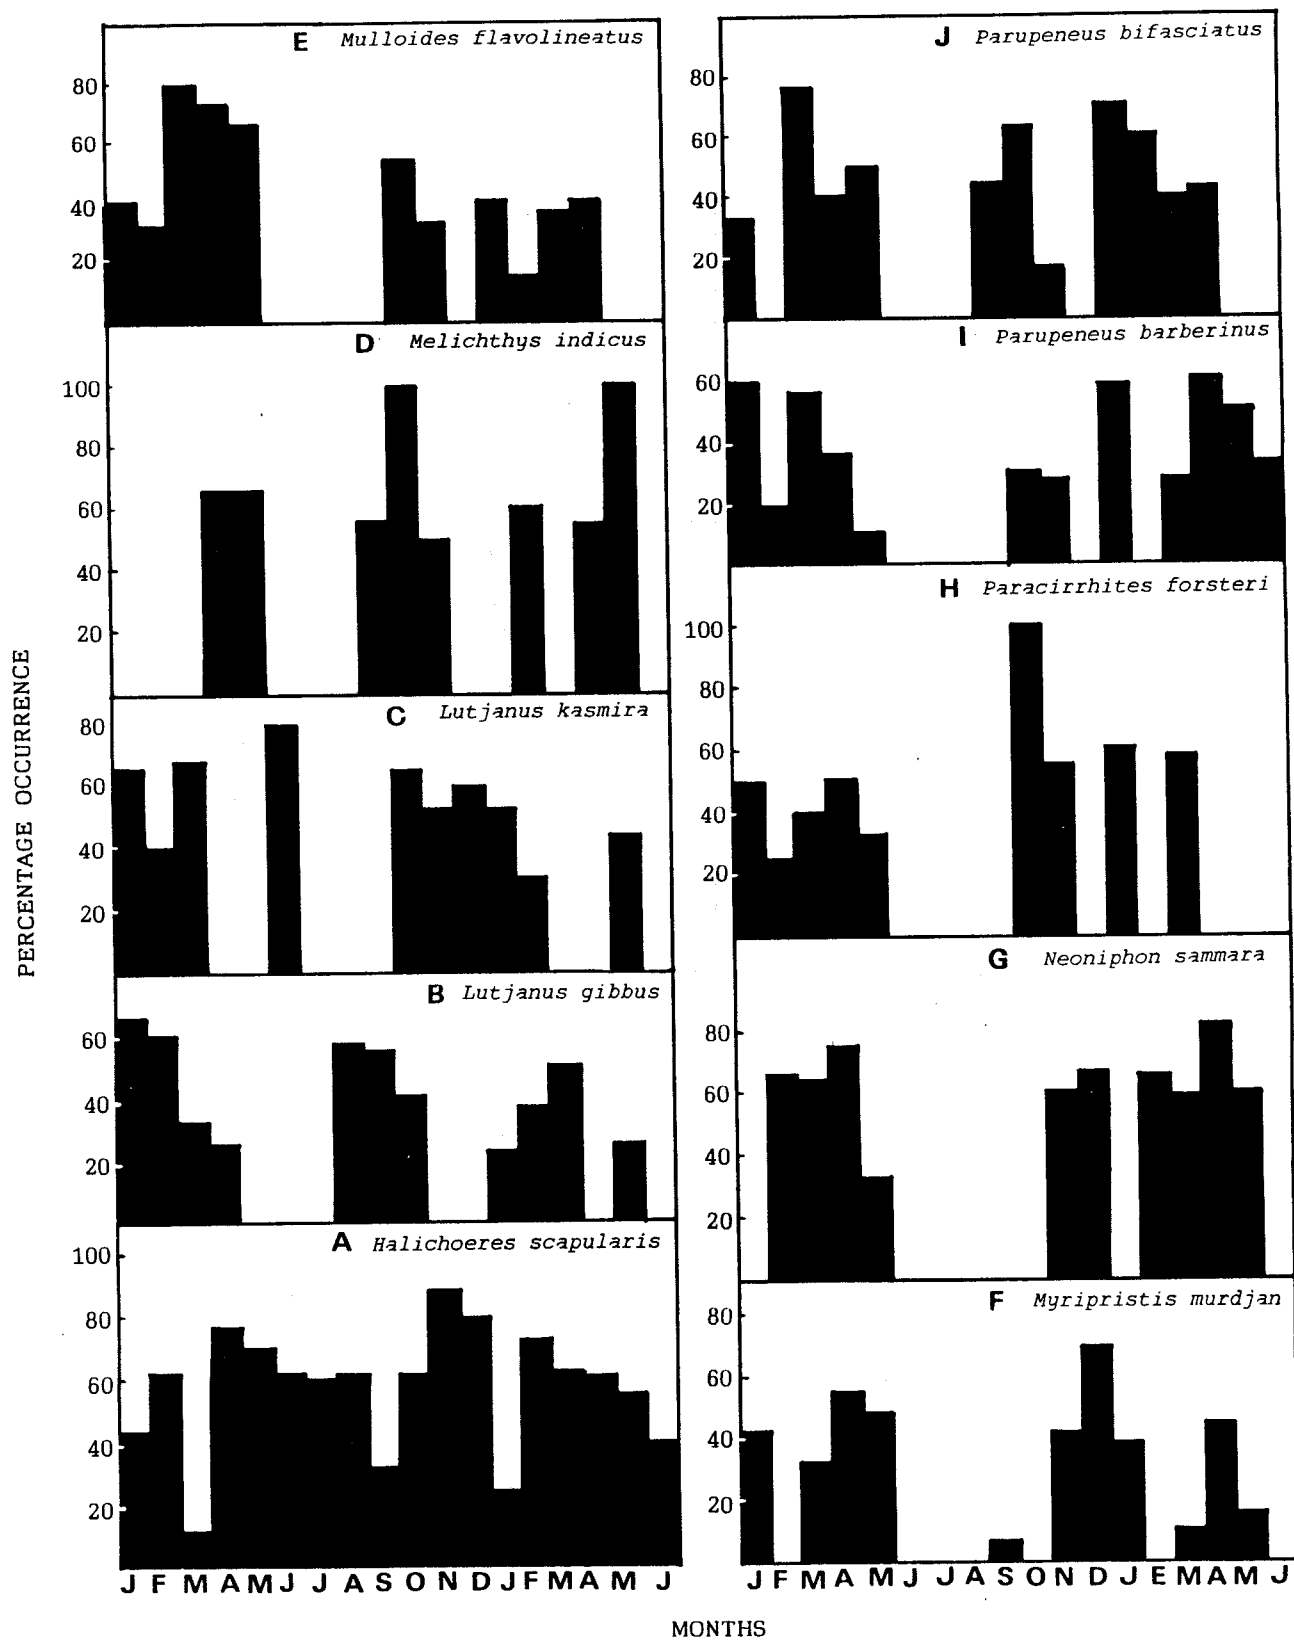 E Mulloides flavolineatus
80
60
40
20
D Melichthys indicus
100
80
60
40
20
C Lutjanus kasmira
80
60
40
20
B Lutjanus gibbus
60
40
20
A Halichoeres scapularis
100
80
60
40
20
J F M A M J J A S O N D J F M A M J
J Parupeneus bifasciatus
80
60
40
20
I Parupeneus barberinus
60
40
20
H Paracirrhites forsteri
100
80
60
40
20
G Neoniphon sammara
80
60
40
20
F Myripristis murdjan
80
60
40
20
J F M A M J J A S O N D J E M A M J
PERCENTAGE OCCURRENCE
MONTHS